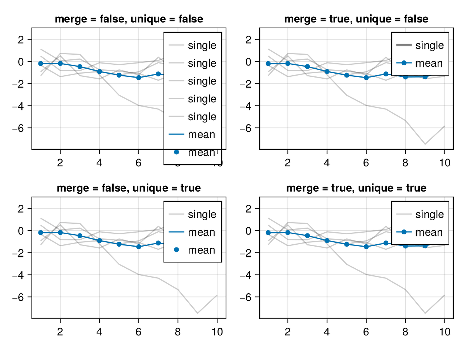 merge = false, unique = false
2
0
−2
−4
−6
2
4
6
8
10
single
single
single
single
single
mean
mean
merge = true, unique = false
2
0
−2
−4
−6
2
4
6
8
10
single
mean
merge = false, unique = true
2
0
−2
−4
−6
2
4
6
8
10
single
mean
mean
merge = true, unique = true
2
0
−2
−4
−6
2
4
6
8
10
single
mean